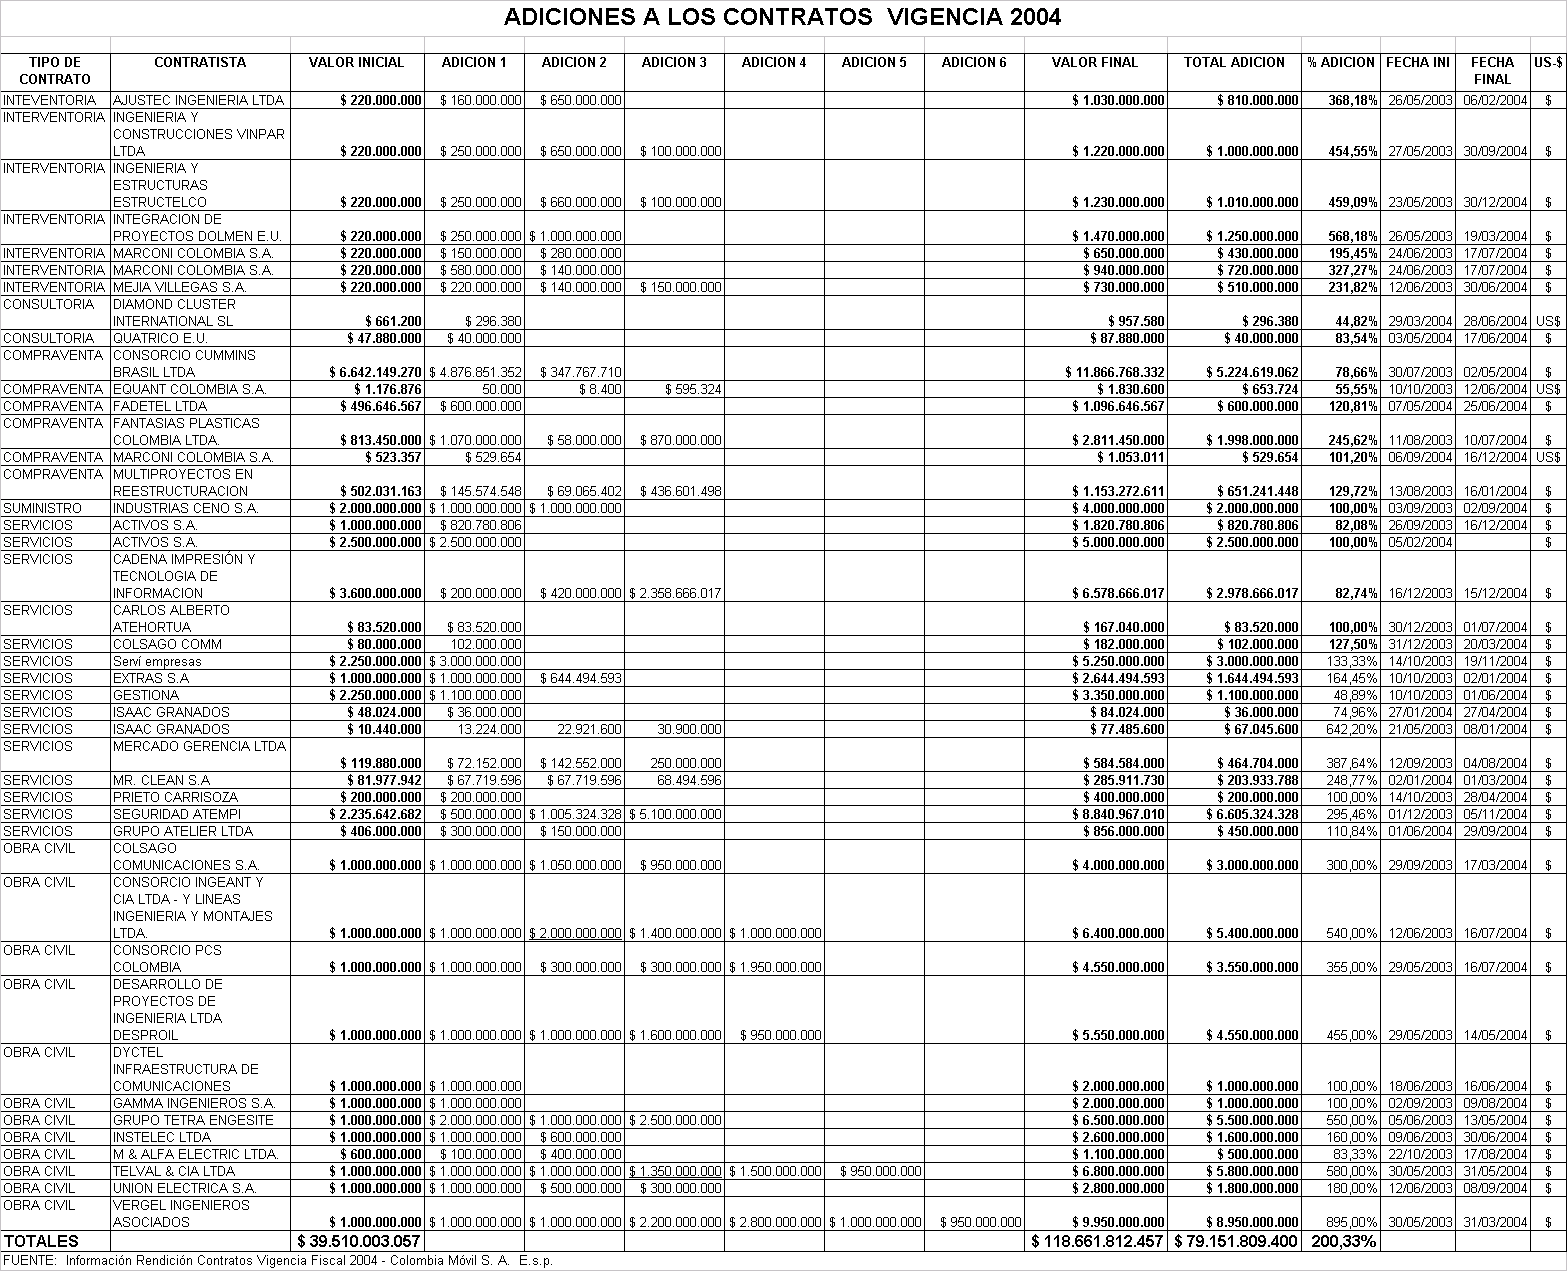 ADICIONES A LOS CONTRATOS VIGENCIA 2004
TIPO DE CONTRATO CONTRATISTA VALOR INICIAL ADICION 1 ADICION 2 ADICION 3 ADICION 4 ADICION 5 ADICION 6 VALOR FINAL TOTAL ADICION % ADICION FECHA INI FECHA FINAL US-$
INTEVENTORIA AJUSTEC INGENIERIA LTDA $ 220.000.000 $ 160.000.000 $ 650.000.000 $ 1.030.000.000 $ 810.000.000 368,18% 26/05/2003 06/02/2004 $
INTERVENTORIA INGENIERIA Y CONSTRUCCIONES VINPAR LTDA $ 220.000.000 $ 250.000.000 $ 650.000.000 $ 100.000.000 $ 1.220.000.000 $ 1.000.000.000 454,55% 27/05/2003 30/09/2004 $
INTERVENTORIA INGENIERIA Y ESTRUCTURAS ESTRUCTELCO $ 220.000.000 $ 250.000.000 $ 660.000.000 $ 100.000.000 $ 1.230.000.000 $ 1.010.000.000 459,09% 23/05/2003 30/12/2004 $
INTERVENTORIA INTEGRACION DE PROYECTOS DOLMEN E.U. $ 220.000.000 $ 250.000.000 $ 1.000.000.000 $ 1.470.000.000 $ 1.250.000.000 568,18% 26/05/2003 19/03/2004 $
INTERVENTORIA MARCONI COLOMBIA S.A. $ 220.000.000 $ 150.000.000 $ 280.000.000 $ 650.000.000 $ 430.000.000 195,45% 24/06/2003 17/07/2004 $
INTERVENTORIA MARCONI COLOMBIA S.A. $ 220.000.000 $ 580.000.000 $ 140.000.000 $ 940.000.000 $ 720.000.000 327,27% 24/06/2003 17/07/2004 $
INTERVENTORIA MEJIA VILLEGAS S.A. $ 220.000.000 $ 220.000.000 $ 140.000.000 $ 150.000.000 $ 730.000.000 $ 510.000.000 231,82% 12/06/2003 30/06/2004 $
CONSULTORIA DIAMOND CLUSTER INTERNATIONAL SL $ 661.200 $ 296.380 $ 957.580 $ 296.380 44,82% 29/03/2004 28/06/2004 US$
CONSULTORIA QUATRICO E.U. $ 47.880.000 $ 40.000.000 $ 87.880.000 $ 40.000.000 83,54% 03/05/2004 17/06/2004 $
COMPRAVENTA CONSORCIO CUMMINS BRASIL LTDA $ 6.642.149.270 $ 4.876.851.352 $ 347.767.710 $ 11.866.768.332 $ 5.224.619.062 78,66% 30/07/2003 02/05/2004 $
COMPRAVENTA EQUANT COLOMBIA S.A. $ 1.176.876 50.000 $ 8.400 $ 595.324 $ 1.830.600 $ 653.724 55,55% 10/10/2003 12/06/2004 US$
COMPRAVENTA FADETEL LTDA $ 496.646.567 $ 600.000.000 $ 1.096.646.567 $ 600.000.000 120,81% 07/05/2004 25/06/2004 $
COMPRAVENTA FANTASIAS PLASTICAS COLOMBIA LTDA. $ 813.450.000 $ 1.070.000.000 $ 58.000.000 $ 870.000.000 $ 2.811.450.000 $ 1.998.000.000 245,62% 11/08/2003 10/07/2004 $
COMPRAVENTA MARCONI COLOMBIA S.A. $ 523.357 $ 529.654 $ 1.053.011 $ 529.654 101,20% 06/09/2004 16/12/2004 US$
COMPRAVENTA MULTIPROYECTOS EN REESTRUCTURACION $ 502.031.163 $ 145.574.548 $ 69.065.402 $ 436.601.498 $ 1.153.272.611 $ 651.241.448 129,72% 13/08/2003 16/01/2004 $
SUMINISTRO INDUSTRIAS CENO S.A. $ 2.000.000.000 $ 1.000.000.000 $ 1.000.000.000 $ 4.000.000.000 $ 2.000.000.000 100,00% 03/09/2003 02/09/2004 $
SERVICIOS ACTIVOS S.A. $ 1.000.000.000 $ 820.780.806 $ 1.820.780.806 $ 820.780.806 82,08% 26/09/2003 16/12/2004 $
SERVICIOS ACTIVOS S.A. $ 2.500.000.000 $ 2.500.000.000 $ 5.000.000.000 $ 2.500.000.000 100,00% 05/02/2004 $
SERVICIOS CADENA IMPRESIÓN Y TECNOLOGIA DE INFORMACION $ 3.600.000.000 $ 200.000.000 $ 420.000.000 $ 2.358.666.017 $ 6.578.666.017 $ 2.978.666.017 82,74% 16/12/2003 15/12/2004 $
SERVICIOS CARLOS ALBERTO ATEHORTUA $ 83.520.000 $ 83.520.000 $ 167.040.000 $ 83.520.000 100,00% 30/12/2003 01/07/2004 $
SERVICIOS COLSAGO COMM $ 80.000.000 102.000.000 $ 182.000.000 $ 102.000.000 127,50% 31/12/2003 20/03/2004 $
SERVICIOS Serví empresas $ 2.250.000.000 $ 3.000.000.000 $ 5.250.000.000 $ 3.000.000.000 133,33% 14/10/2003 19/11/2004 $
SERVICIOS EXTRAS S.A $ 1.000.000.000 $ 1.000.000.000 $ 644.494.593 $ 2.644.494.593 $ 1.644.494.593 164,45% 10/10/2003 02/01/2004 $
SERVICIOS GESTIONA $ 2.250.000.000 $ 1.100.000.000 $ 3.350.000.000 $ 1.100.000.000 48,89% 10/10/2003 01/06/2004 $
SERVICIOS ISAAC GRANADOS $ 48.024.000 $ 36.000.000 $ 84.024.000 $ 36.000.000 74,96% 27/01/2004 27/04/2004 $
SERVICIOS ISAAC GRANADOS $ 10.440.000 13.224.000 22.921.600 30.900.000 $ 77.485.600 $ 67.045.600 642,20% 21/05/2003 08/01/2004 $
SERVICIOS MERCADO GERENCIA LTDA $ 119.880.000 $ 72.152.000 $ 142.552.000 250.000.000 $ 584.584.000 $ 464.704.000 387,64% 12/09/2003 04/08/2004 $
SERVICIOS MR. CLEAN S.A $ 81.977.942 $ 67.719.596 $ 67.719.596 68.494.596 $ 285.911.730 $ 203.933.788 248,77% 02/01/2004 01/03/2004 $
SERVICIOS PRIETO CARRISOZA $ 200.000.000 $ 200.000.000 $ 400.000.000 $ 200.000.000 100,00% 14/10/2003 28/04/2004 $
SERVICIOS SEGURIDAD ATEMPI $ 2.235.642.682 $ 500.000.000 $ 1.005.324.328 $ 5.100.000.000 $ 8.840.967.010 $ 6.605.324.328 295,46% 01/12/2003 05/11/2004 $
SERVICIOS GRUPO ATELIER LTDA $ 406.000.000 $ 300.000.000 $ 150.000.000 $ 856.000.000 $ 450.000.000 110,84% 01/06/2004 29/09/2004 $
OBRA CIVIL COLSAGO COMUNICACIONES S.A. $ 1.000.000.000 $ 1.000.000.000 $ 1.050.000.000 $ 950.000.000 $ 4.000.000.000 $ 3.000.000.000 300,00% 29/09/2003 17/03/2004 $
OBRA CIVIL CONSORCIO INGEANT Y CIA LTDA - Y LINEAS INGENIERIA Y MONTAJES LTDA. $ 1.000.000.000 $ 1.000.000.000 $ 2.000.000.000 $ 1.400.000.000 $ 1.000.000.000 $ 6.400.000.000 $ 5.400.000.000 540,00% 12/06/2003 16/07/2004 $
OBRA CIVIL CONSORCIO PCS COLOMBIA $ 1.000.000.000 $ 1.000.000.000 $ 300.000.000 $ 300.000.000 $ 1.950.000.000 $ 4.550.000.000 $ 3.550.000.000 355,00% 29/05/2003 16/07/2004 $
OBRA CIVIL DESARROLLO DE PROYECTOS DE INGENIERIA LTDA DESPROIL $ 1.000.000.000 $ 1.000.000.000 $ 1.000.000.000 $ 1.600.000.000 $ 950.000.000 $ 5.550.000.000 $ 4.550.000.000 455,00% 29/05/2003 14/05/2004 $
OBRA CIVIL DYCTEL INFRAESTRUCTURA DE COMUNICACIONES $ 1.000.000.000 $ 1.000.000.000 $ 2.000.000.000 $ 1.000.000.000 100,00% 18/06/2003 16/06/2004 $
OBRA CIVIL GAMMA INGENIEROS S.A. $ 1.000.000.000 $ 1.000.000.000 $ 2.000.000.000 $ 1.000.000.000 100,00% 02/09/2003 09/08/2004 $
OBRA CIVIL GRUPO TETRA ENGESITE $ 1.000.000.000 $ 2.000.000.000 $ 1.000.000.000 $ 2.500.000.000 $ 6.500.000.000 $ 5.500.000.000 550,00% 05/06/2003 13/05/2004 $
OBRA CIVIL INSTELEC LTDA $ 1.000.000.000 $ 1.000.000.000 $ 600.000.000 $ 2.600.000.000 $ 1.600.000.000 160,00% 09/06/2003 30/06/2004 $
OBRA CIVIL M & ALFA ELECTRIC LTDA. $ 600.000.000 $ 100.000.000 $ 400.000.000 $ 1.100.000.000 $ 500.000.000 83,33% 22/10/2003 17/08/2004 $
OBRA CIVIL TELVAL & CIA LTDA $ 1.000.000.000 $ 1.000.000.000 $ 1.000.000.000 $ 1.350.000.000 $ 1.500.000.000 $ 950.000.000 $ 6.800.000.000 $ 5.800.000.000 580,00% 30/05/2003 31/05/2004 $
OBRA CIVIL UNION ELECTRICA S.A. $ 1.000.000.000 $ 1.000.000.000 $ 500.000.000 $ 300.000.000 $ 2.800.000.000 $ 1.800.000.000 180,00% 12/06/2003 08/09/2004 $
OBRA CIVIL VERGEL INGENIEROS ASOCIADOS $ 1.000.000.000 $ 1.000.000.000 $ 1.000.000.000 $ 2.200.000.000 $ 2.800.000.000 $ 1.000.000.000 $ 950.000.000 $ 9.950.000.000 $ 8.950.000.000 895,00% 30/05/2003 31/03/2004 $
TOTALES $ 39.510.003.057 $ 118.661.812.457 $ 79.151.809.400 200,33%
FUENTE: Información Rendición Contratos Vigencia Fiscal 2004 - Colombia Móvil S. A. E.s.p.